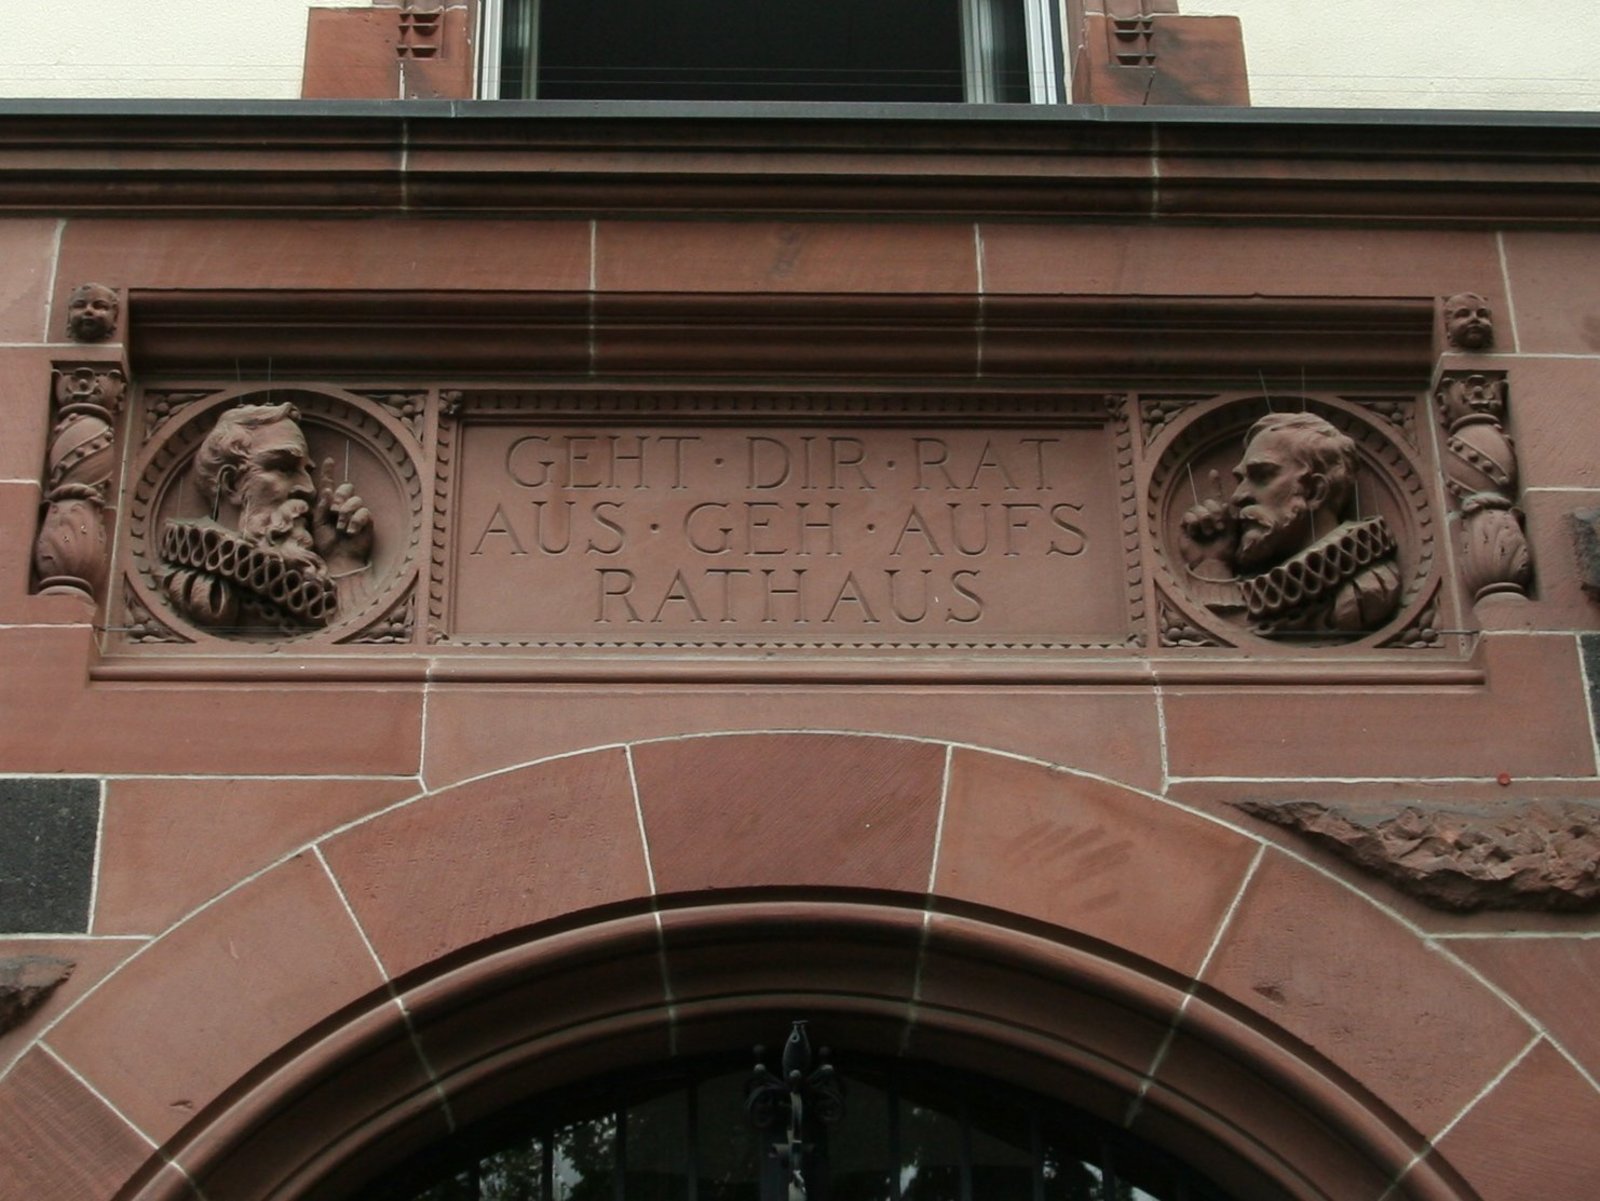 GEHT · DIR · RAT
AUS · GEH · AUFS
RATHAUS